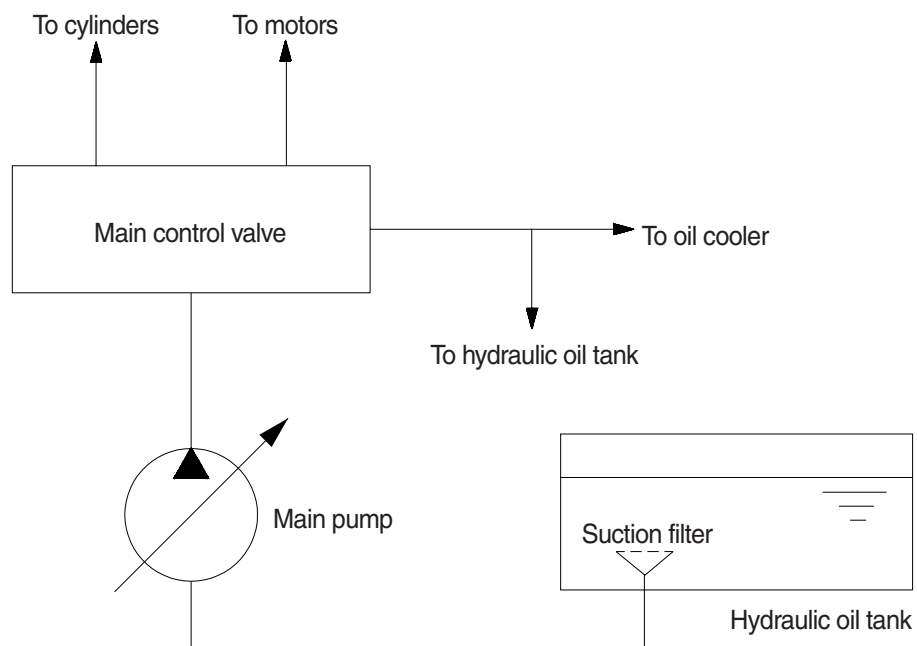 To cylinders
To motors
Main control valve
To oil cooler
To hydraulic oil tank
Main pump
Suction filter
Hydraulic oil tank